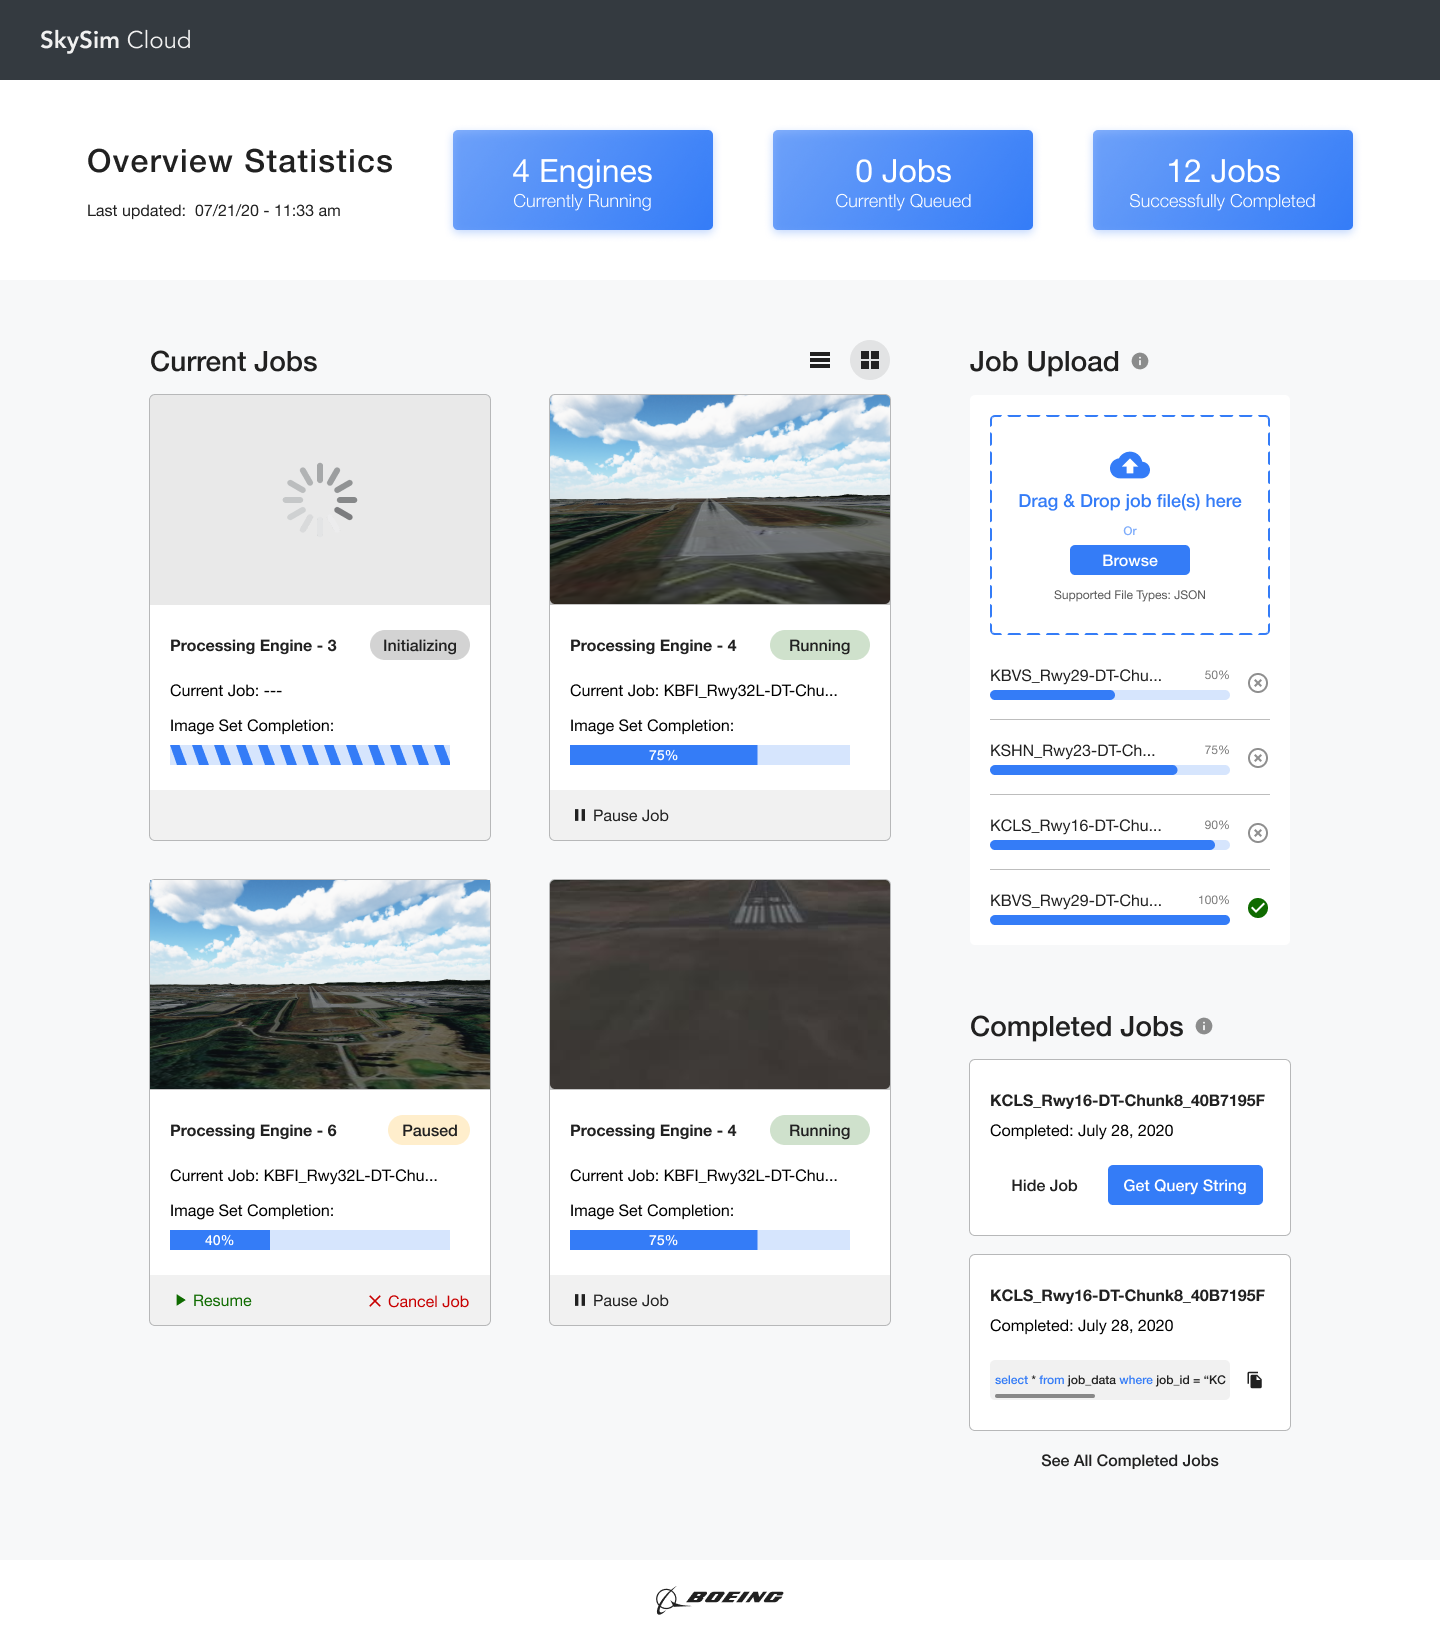 SkySim Cloud
Overview Statistics
Last updated: 07/21/20 - 11:33 am
4 Engines
Currently Running
0 Jobs
Currently Queued
12 Jobs
Successfully Completed
Current Jobs
Processing Engine - 3
Initializing
Current Job: ---
Image Set Completion:
Processing Engine - 4
Running
Current Job: KBFI_Rwy32L-DT-Chu...
Image Set Completion:
75%
Pause Job
Processing Engine - 6
Paused
Current Job: KBFI_Rwy32L-DT-Chu...
Image Set Completion:
40%
Resume
Cancel Job
Processing Engine - 4
Running
Current Job: KBFI_Rwy32L-DT-Chu...
Image Set Completion:
75%
Pause Job
Job Upload
Drag & Drop job file(s) here
Or
Browse
Supported File Types: JSON
KBVS_Rwy29-DT-Chu... 50%
KSHN_Rwy23-DT-Ch... 75%
KCLS_Rwy16-DT-Chu... 90%
KBVS_Rwy29-DT-Chu... 100%
Completed Jobs
KCLS_Rwy16-DT-Chunk8_40B7195F
Completed: July 28, 2020
Hide Job
Get Query String
KCLS_Rwy16-DT-Chunk8_40B7195F
Completed: July 28, 2020
select * from job_data where job_id = “KC
See All Completed Jobs
BOEING